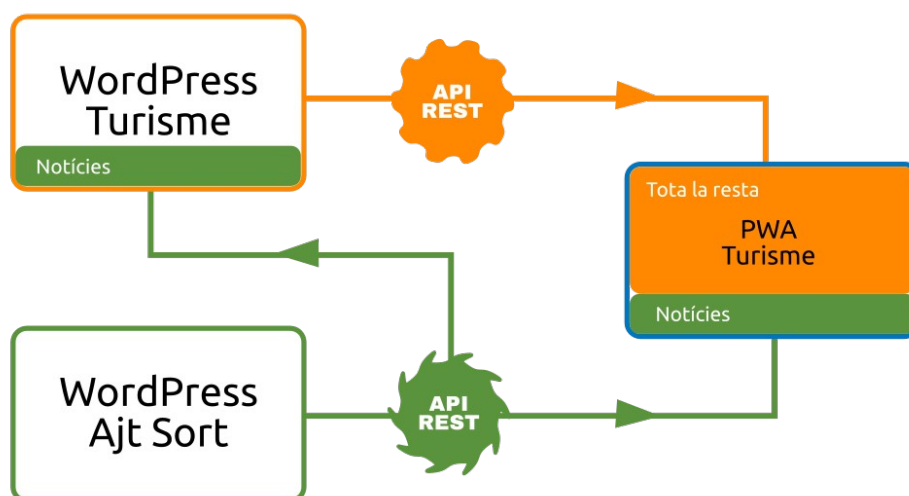 WordPress
Turisme
Notícies
API
REST
Tota la resta
PWA
Turisme
Notícies
WordPress
Ajt Sort
API
REST